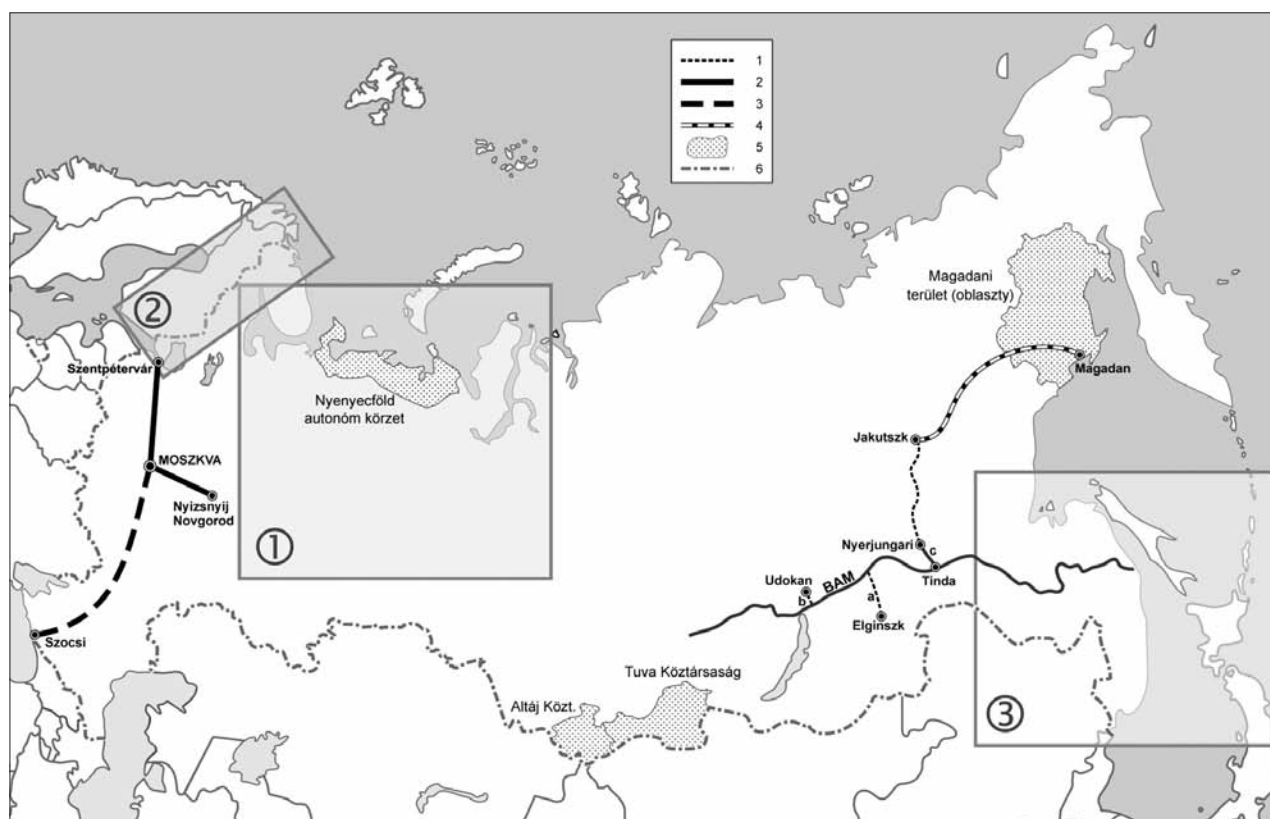 1
2
3
4
5
6
Magadani
terület (oblaszty)
②
Szentpétervár
Nyenyecföld
autonóm körzet
Magadan
Jakutszk
MOSZKVA
Nyizsnyij
Novgorod
①
Nyerjungari
c
Tinda
Udokan
b
BAM
a
Elginszk
Szocsi
Tuva Köztársaság
Altáj Közt.
③